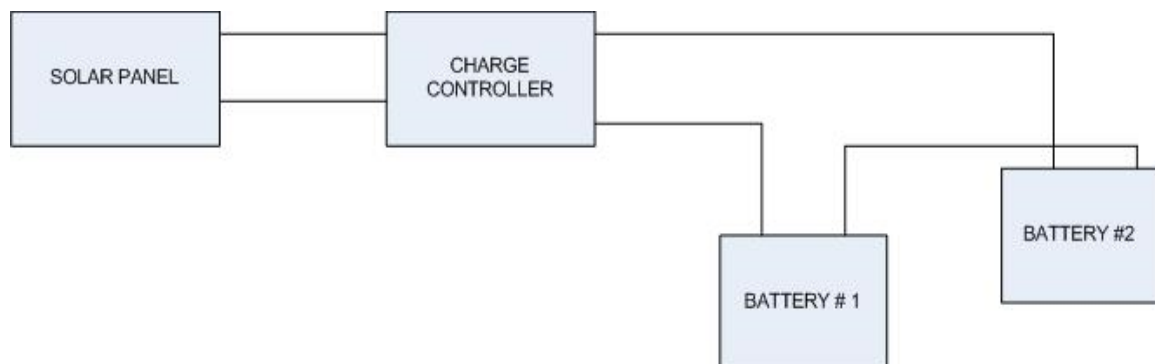 SOLAR PANEL
CHARGE
CONTROLLER
BATTERY #2
BATTERY # 1